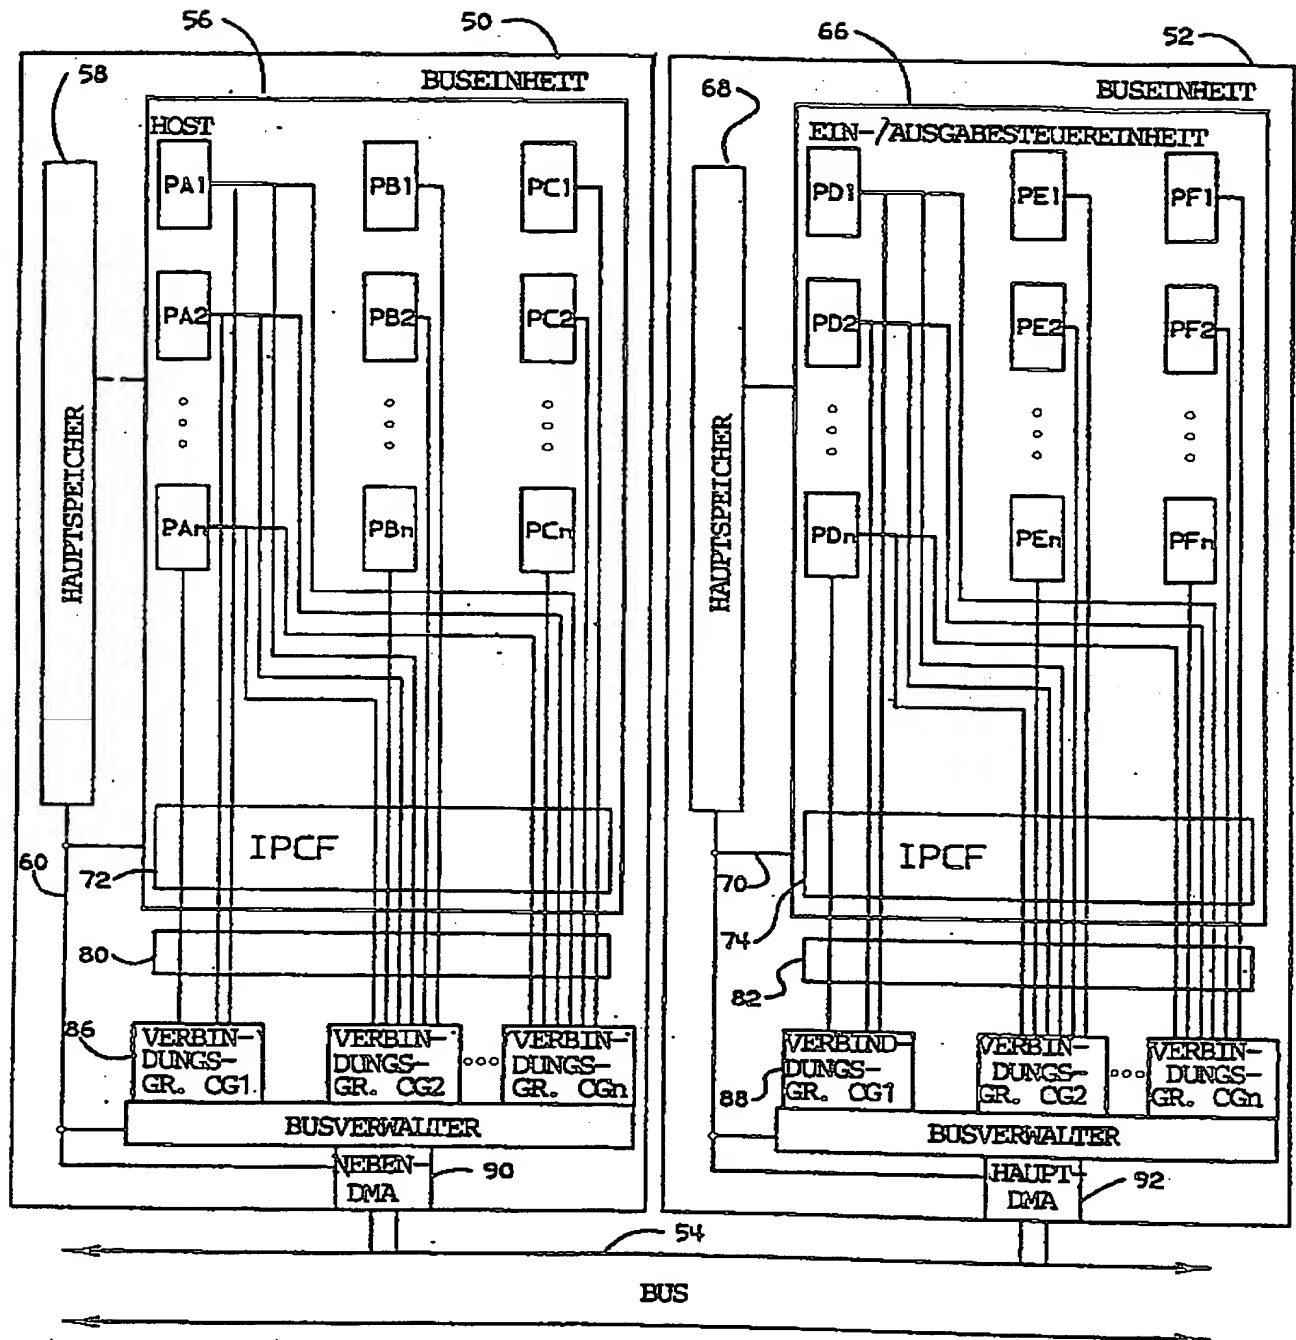 56
50
66
52
58
BUSEINHEIT
68
BUSEINHEIT
HOST
EIN-/AUSGABESTEUEREINHEIT
PA1
PB1
PC1
PD1
PE1
PF1
PA2
PB2
PC2
PD2
PE2
PF2
HAUPTSPEICHER
HAUPTSPEICHER
PAn
PBn
PCn
PDn
PEn
PFn
IPCF
IPCF
60
72
70
74
80
82
86
VERBIN-
DUNGS-
GR. CG1
VERBIN-
DUNGS-
GR. CG2
VERBIN-
DUNGS-
GR. CGn
88
VERBIND-
DUNGS-
GR. CG1
VERBIN-
DUNGS-
GR. CG2
VERBIN-
DUNGS-
GR. CGn
BUSVERWALTER
BUSVERWALTER
NEBEN-
DMA
90
HAUPT-
DMA
92
54
BUS